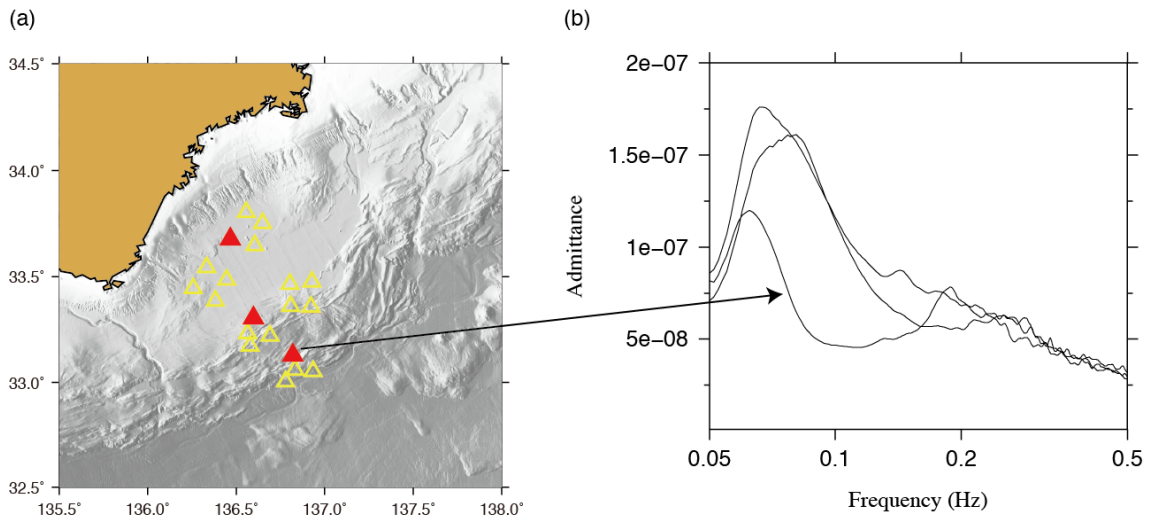 (a)
34.5˚
34.0˚
33.5˚
33.0˚
32.5˚
135.5˚ 136.0˚ 136.5˚ 137.0˚ 137.5˚ 138.0˚
(b)
2e−07
1.5e−07
1e−07
5e−08
Admittance
0.05 0.1 0.2 0.5
Frequency (Hz)